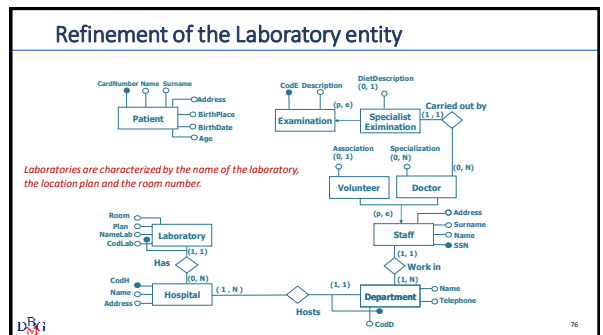 Refinement of the Laboratory entity
CardNumber Name Surname
Address
BirthPlace
BirthDate
Age
Patient
CodE Description
DietDescription
(0, 1)
(p, e)
Examination
Specialist
Eximination
(1 , 1)
Carried out by
(0, N)
Laboratories are characterized by the name of the laboratory,
the location plan and the room number.
Association
(0, 1)
Specialization
(0, N)
Volunteer
Doctor
(p, e)
Address
Surname
Name
SSN
Staff
Room
Plan
NameLab
CodLab
Laboratory
(1, 1)
Has
(0, N)
(1, 1)
Work in
(1, N)
CodH
Name
Address
Hospital
( 1 , N )
Hosts
(1, 1)
Department
Name
Telephone
CodD
DBMG
76